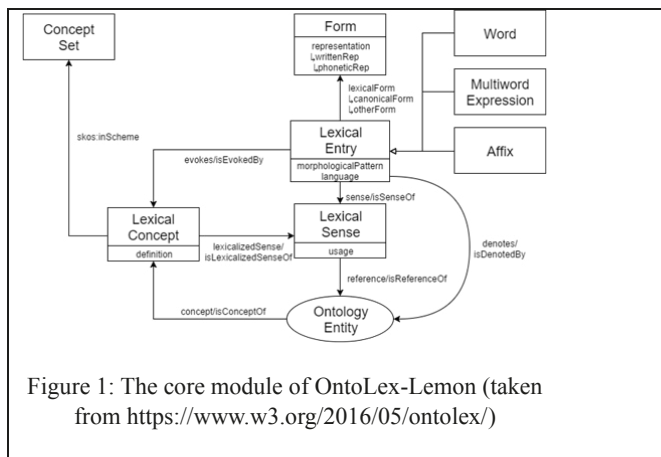 Concept
Set
Form
representation
↳writtenRep
↳phoneticRep
Word
Multiword
Expression
Affix
skos:inScheme
lexicalForm
↳canonicalForm
↳otherForm
Lexical
Entry
morphologicalPattern
language
evokes/isEvokedBy
sense/isSenseOf
Lexical
Concept
definition
lexicalizedSense/
isLexicalizedSenseOf
Lexical
Sense
usage
denotes/
isDenotedBy
reference/isReferenceOf
concept/isConceptOf
Ontology
Entity
Figure 1: The core module of OntoLex-Lemon (taken
from https://www.w3.org/2016/05/ontolex/)